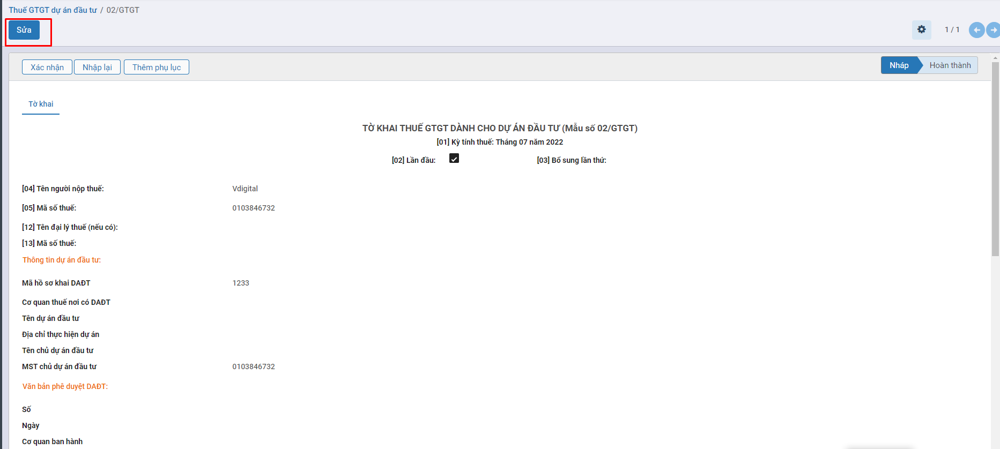 Thuế GTGT dự án đầu tư / 02/GTGT
Sửa
1 / 1
Xác nhận Nhập lại Thêm phụ lục
Nháp Hoàn thành
Tờ khai
TỜ KHAI THUẾ GTGT DÀNH CHO DỰ ÁN ĐẦU TƯ (Mẫu số 02/GTGT)
[01] Kỳ tính thuế: Tháng 07 năm 2022
[02] Lần đầu: [03] Bổ sung lần thứ:
[04] Tên người nộp thuế: Vdigital
[05] Mã số thuế: 0103846732
[12] Tên đại lý thuế (nếu có):
[13] Mã số thuế:
Thông tin dự án đầu tư:
Mã hồ sơ khai DAĐT 1233
Cơ quan thuế nơi có DAĐT
Tên dự án đầu tư
Địa chỉ thực hiện dự án
Tên chủ dự án đầu tư
MST chủ dự án đầu tư 0103846732
Văn bản phê duyệt DAĐT:
Số
Ngày
Cơ quan ban hành